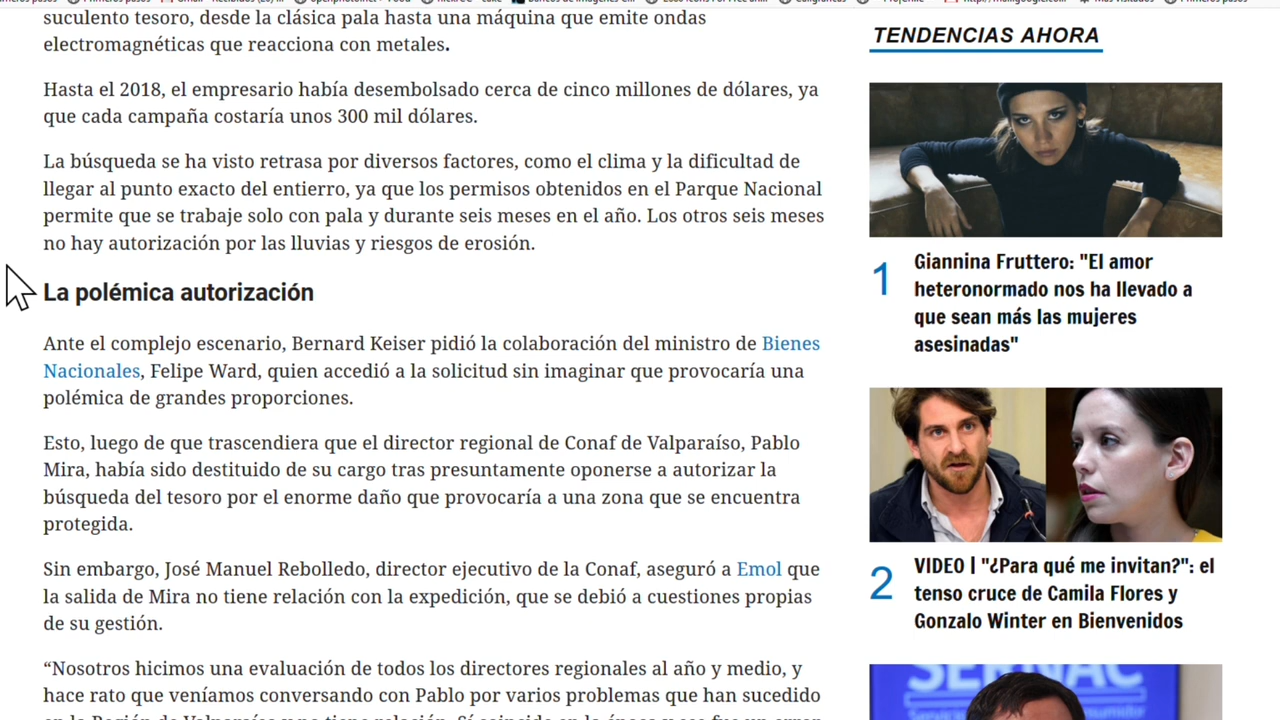 suculento tesoro, desde la clásica pala hasta una máquina que emite ondas
electromagnéticas que reacciona con metales.
Hasta el 2018, el empresario había desembolsado cerca de cinco millones de dólares, ya
que cada campaña costaría unos 300 mil dólares.
La búsqueda se ha visto retrasa por diversos factores, como el clima y la dificultad de
llegar al punto exacto del entierro, ya que los permisos obtenidos en el Parque Nacional
permite que se trabaje solo con pala y durante seis meses en el año. Los otros seis meses
no hay autorización por las lluvias y riesgos de erosión.
La polémica autorización
Ante el complejo escenario, Bernard Keiser pidió la colaboración del ministro de Bienes
Nacionales, Felipe Ward, quien accedió a la solicitud sin imaginar que provocaría una
polémica de grandes proporciones.
Esto, luego de que trascendiera que el director regional de Conaf de Valparaíso, Pablo
Mira, había sido destituido de su cargo tras presuntamente oponerse a autorizar la
búsqueda del tesoro por el enorme daño que provocaría a una zona que se encuentra
protegida.
Sin embargo, José Manuel Rebolledo, director ejecutivo de la Conaf, aseguró a Emol que
la salida de Mira no tiene relación con la expedición, que se debió a cuestiones propias
de su gestión.
“Nosotros hicimos una evaluación de todos los directores regionales al año y medio, y
hace rato que veníamos conversando con Pablo por varios problemas que han sucedido
TENDENCIAS AHORA
1
Giannina Fruttero: "El amor
heteronormado nos ha llevado a
que sean más las mujeres
asesinadas"
2
VIDEO | "¿Para qué me invitan?": el
tenso cruce de Camila Flores y
Gonzalo Winter en Bienvenidos
SERNAC